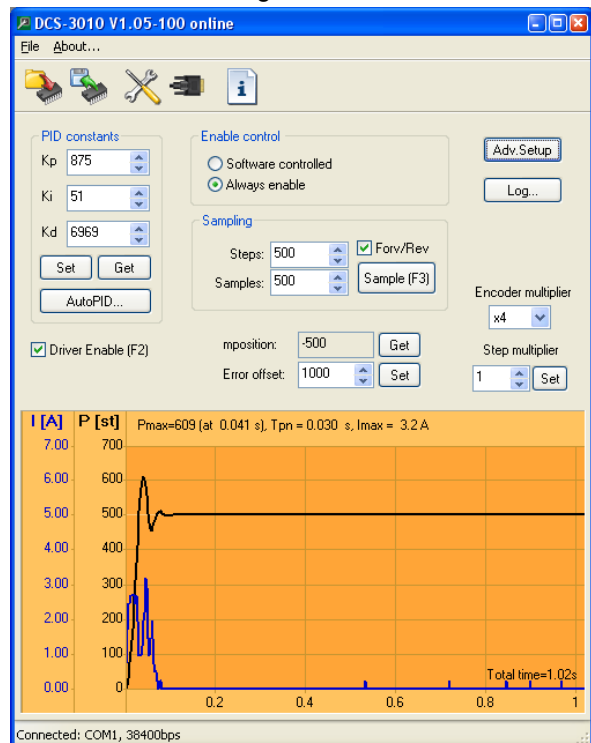 DCS-3010 V1.05-100 online
File About...
PID constants
Kp 875
Ki 51
Kd 6969
Set Get
AutoPID...
Enable control
Software controlled
Always enable
Adv.Setup
Log...
Sampling
Steps: 500 Forv/Rev
Samples: 500 Sample (F3)
Encoder multiplier
x4
Driver Enable (F2)
mposition: -500 Get
Error offset: 1000 Set
Step multiplier
1 Set
I [A] P [st] Pmax=609 (at 0.041 s), Tpn = 0.030 s, Imax = 3.2 A
7.00 700
6.00 600
5.00 500
4.00 400
3.00 300
2.00 200
1.00 100
Total time=1.02s
0.00 0
0.2 0.4 0.6 0.8 1
Connected: COM1, 38400bps